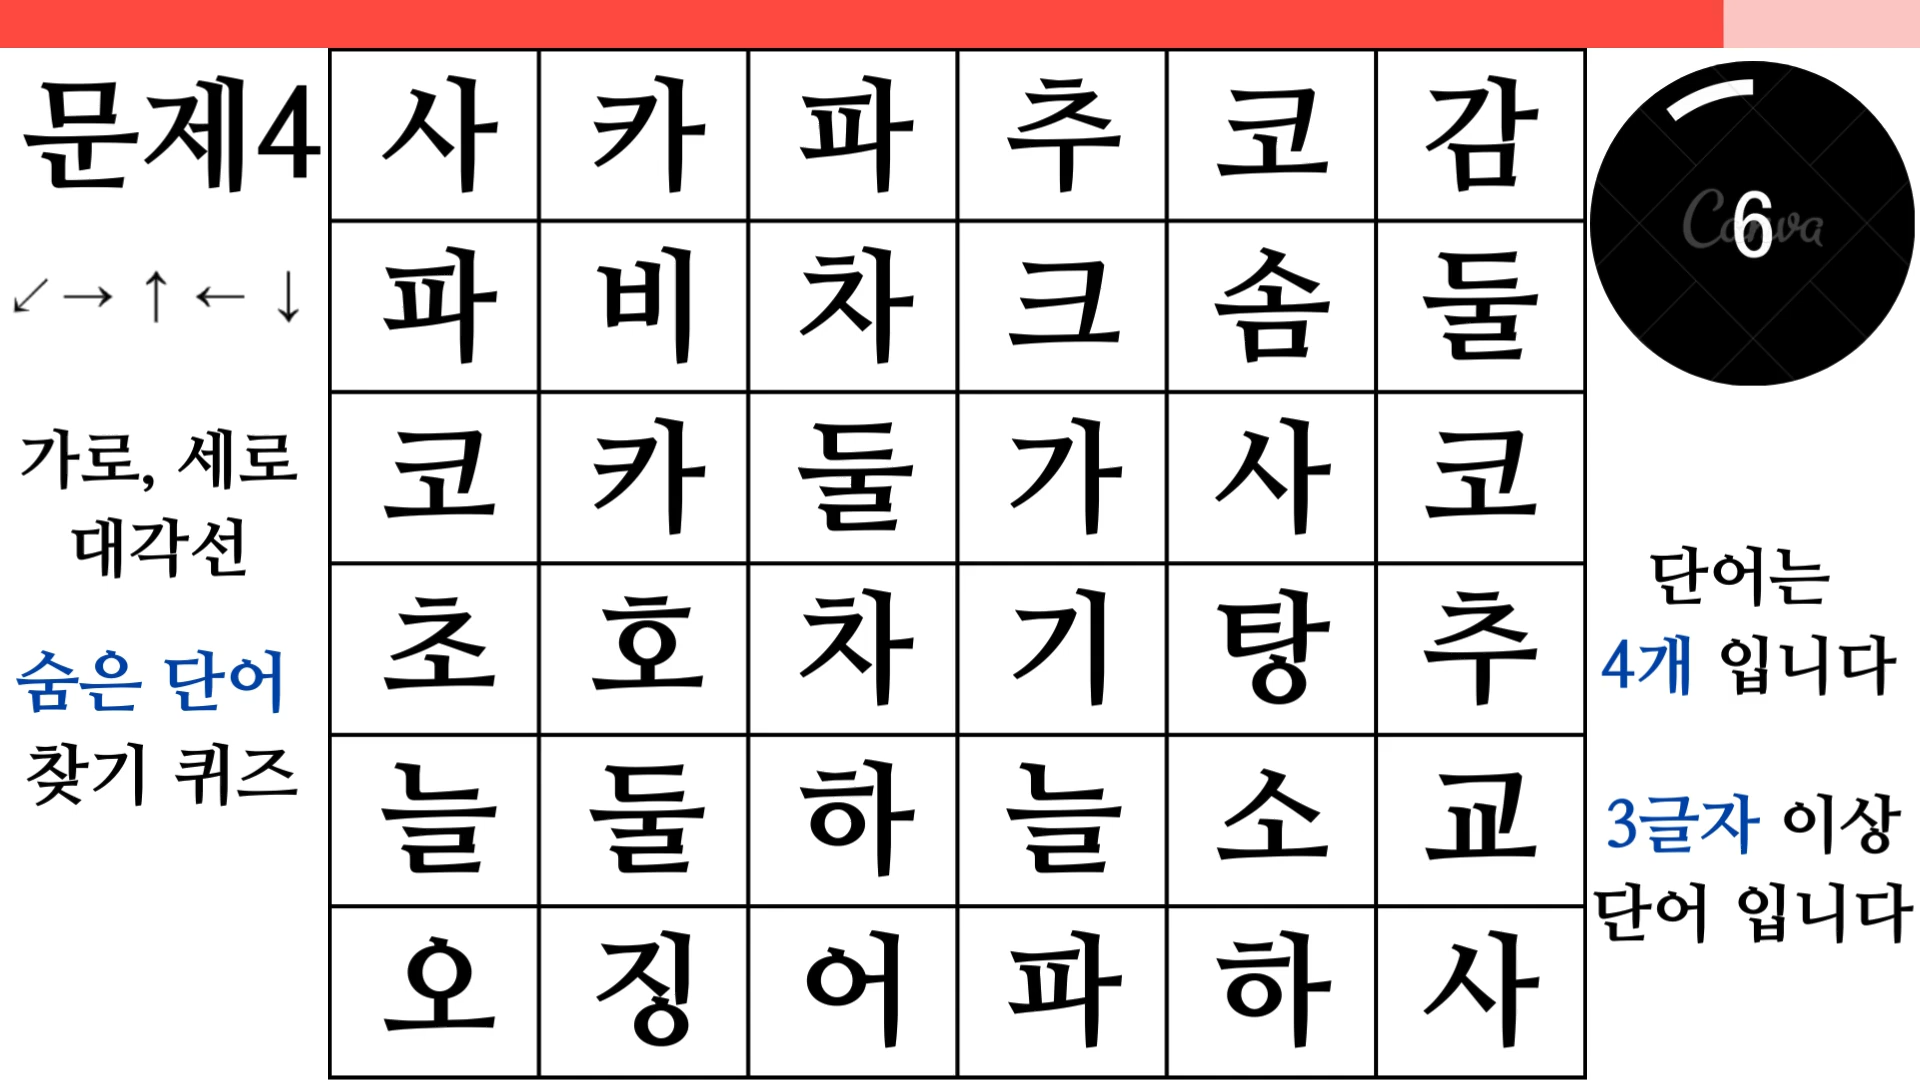 문제4
↙→↑←↓
가로, 세로
대각선
숨은 단어
찾기 퀴즈
사 카 파 추 코 감
파 비 차 크 솜 둘
코 카 둘 가 사 코
초 호 차 기 탕 추
늘 둘 하 늘 소 교
오 징 어 파 하 사
Canva
6
단어는
4개 입니다
3글자 이상
단어 입니다